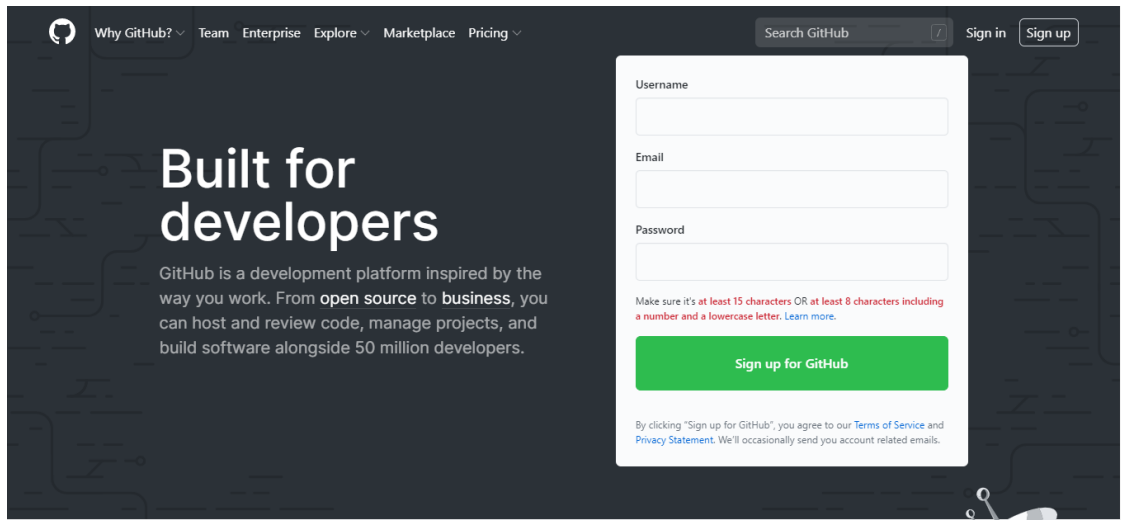 Why GitHub? Team Enterprise Explore Marketplace Pricing Search GitHub / Sign in Sign up
Built for
developers
GitHub is a development platform inspired by the
way you work. From open source to business, you
can host and review code, manage projects, and
build software alongside 50 million developers.
Username
Email
Password
Make sure it's at least 15 characters OR at least 8 characters including
a number and a lowercase letter. Learn more.
Sign up for GitHub
By clicking “Sign up for GitHub”, you agree to our Terms of Service and
Privacy Statement. We'll occasionally send you account related emails.